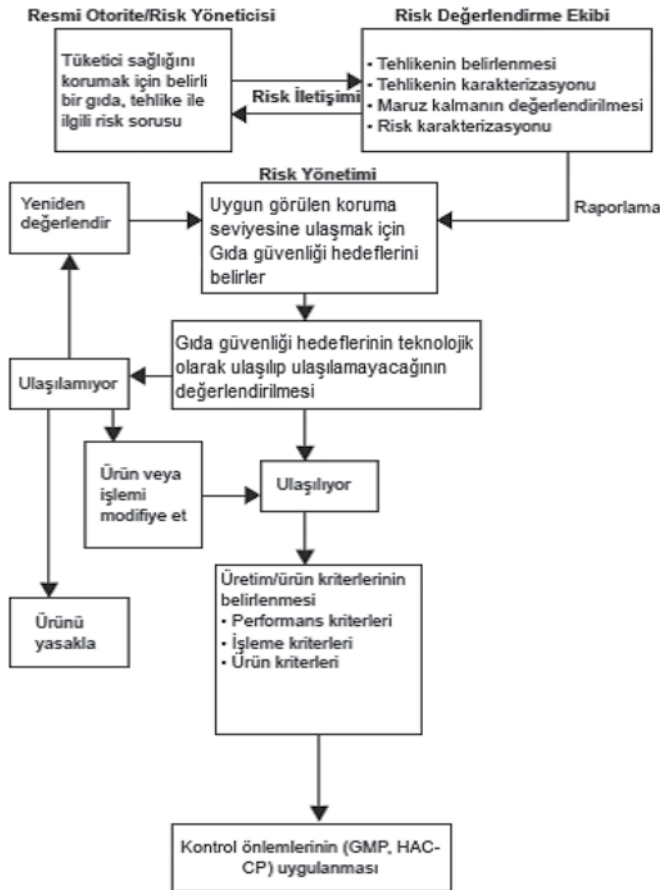 Resmi Otorite/Risk Yöneticisi
Risk Değerlendirme Ekibi
Tüketici sağlığını
korumak için belirli
bir gıda, tehlike ile
ilgili risk sorusu
Risk İletişimi
• Tehlikenin belirlenmesi
• Tehlikenin karakterizasyonu
• Maruz kalmanın değerlendirilmesi
• Risk karakterizasyonu
Risk Yönetimi
Raporlama
Yeniden
değerlendir
Uygun görülen koruma
seviyesine ulaşmak için
Gıda güvenliği hedeflerini
belirler
Gıda güvenliği hedeflerinin teknolojik
olarak ulaşılıp ulaşılamayacağının
değerlendirilmesi
Ulaşılamıyor
Ürün veya
işlemi
modifiye et
Ulaşılıyor
Ürünü
yasakla
Üretim/ürün kriterlerinin
belirlenmesi
• Performans kriterleri
• İşleme kriterleri
• Ürün kriterleri
Kontrol önlemlerinin (GMP, HAC-
CP) uygulanması